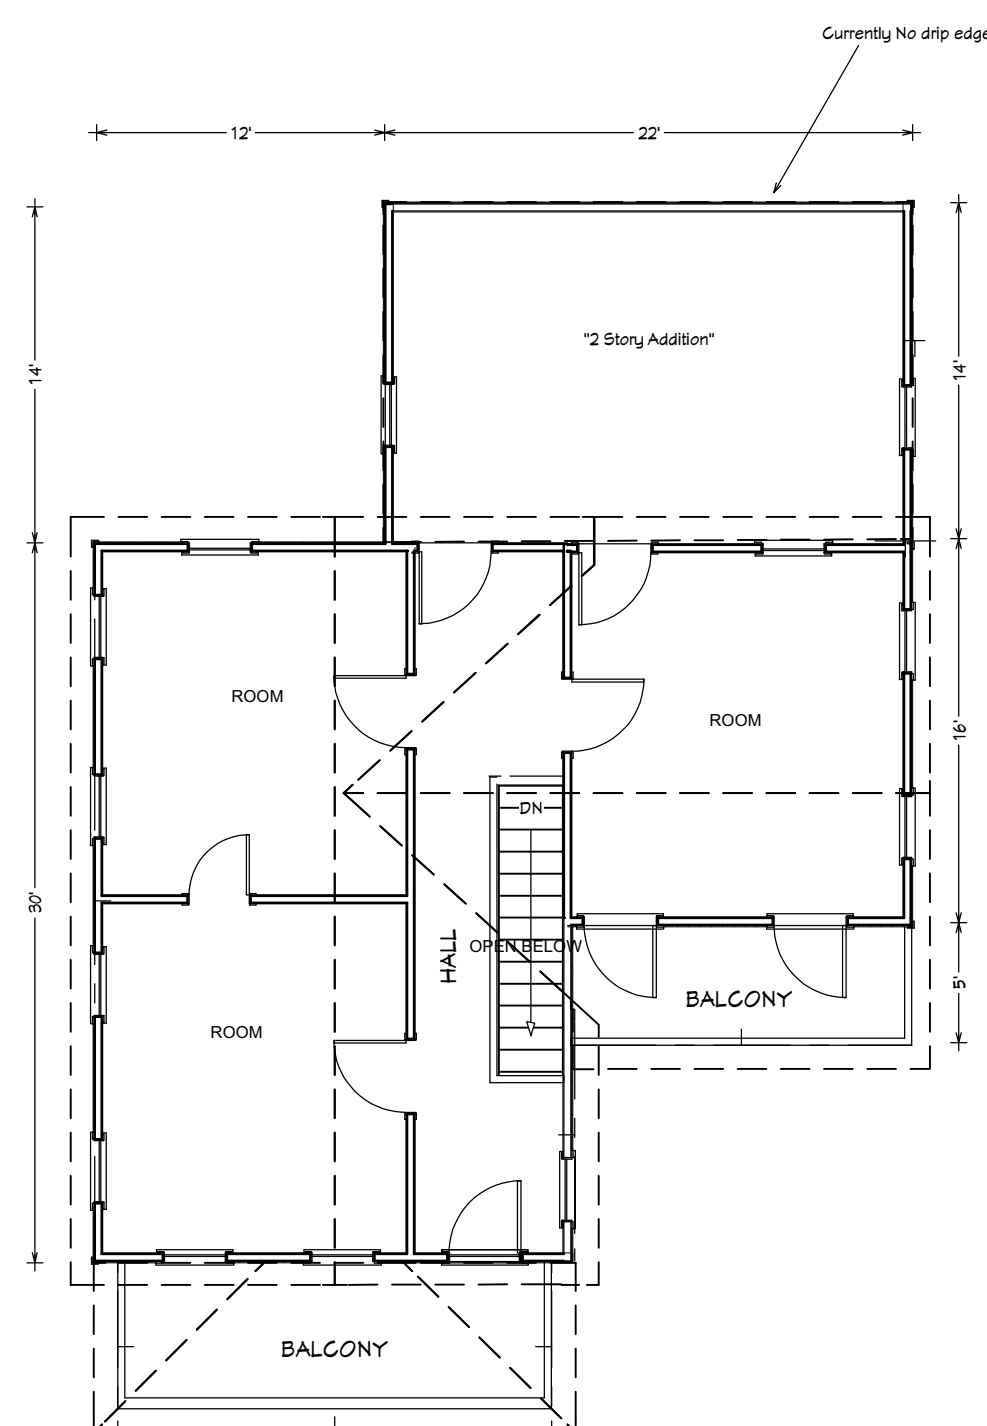 Currently No drip edge
12'
22'
14'
"2 Story Addition"
14'
ROOM
ROOM
16'
DN
30'
HALL
OPEN BELOW
5'
BALCONY
ROOM
BALCONY